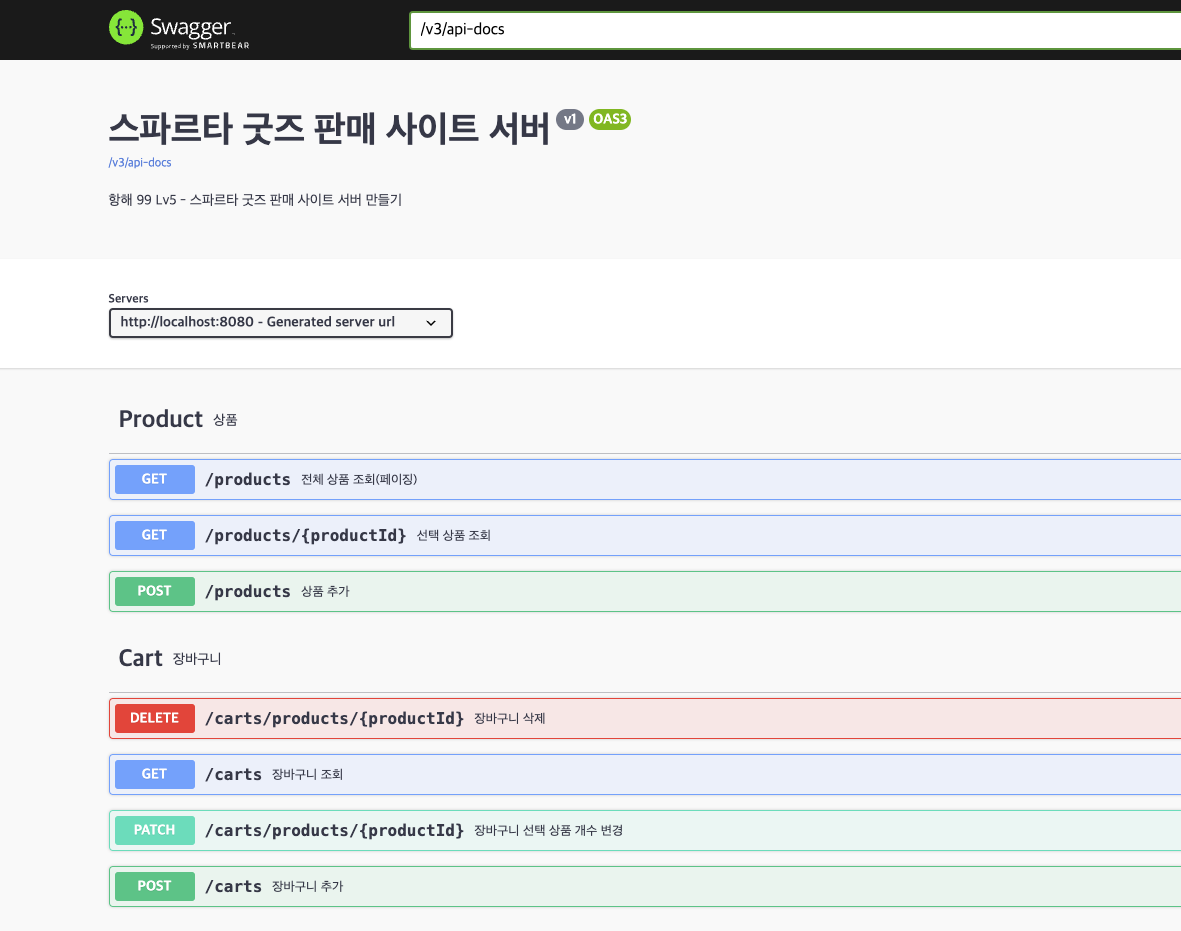 {···} Swagger
Supported by SMARTBEAR
/v3/api-docs
스파르타 굿즈 판매 사이트 서버 v1 OAS3
/v3/api-docs
항해 99 Lv5 - 스파르타 굿즈 판매 사이트 서버 만들기
Servers
http://localhost:8080 - Generated server url
Product 상품
GET /products 전체 상품 조회(페이징)
GET /products/{productId} 선택 상품 조회
POST /products 상품 추가
Cart 장바구니
DELETE /carts/products/{productId} 장바구니 삭제
GET /carts 장바구니 조회
PATCH /carts/products/{productId} 장바구니 선택 상품 개수 변경
POST /carts 장바구니 추가